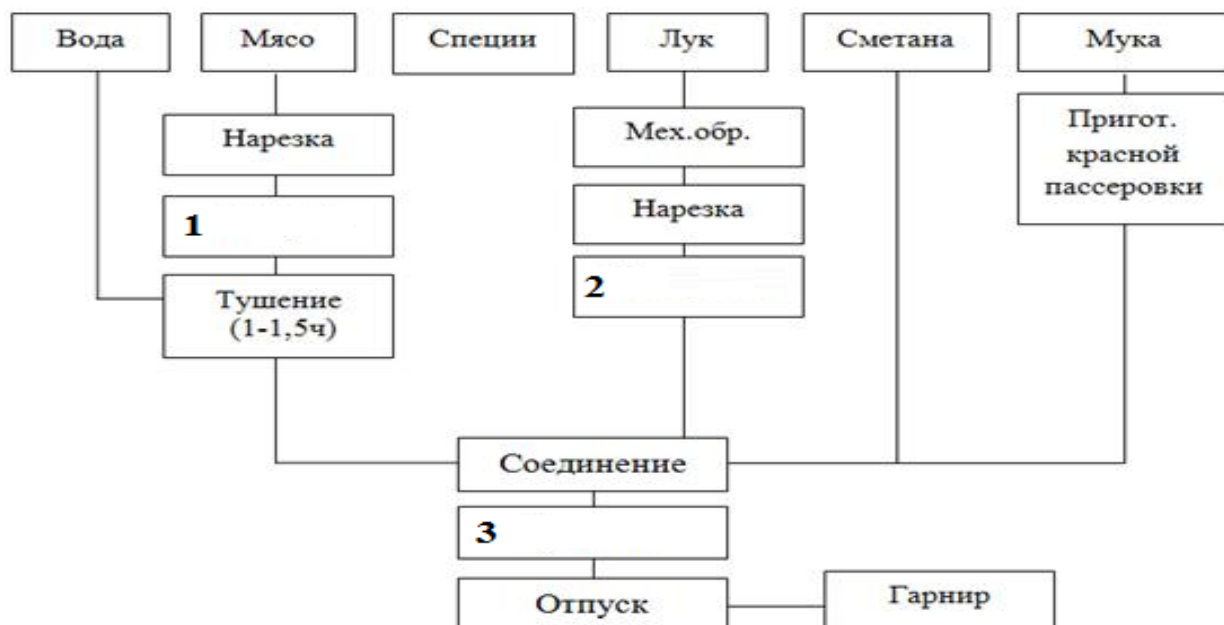 Вода
Мясо
Специи
Лук
Сметана
Мука
Нарезка
Мех.обр.
Пригот.
красной
пассеровки
1
Нарезка
2
Тушение
(1-1,5ч)
Соединение
3
Отпуск
Гарнир